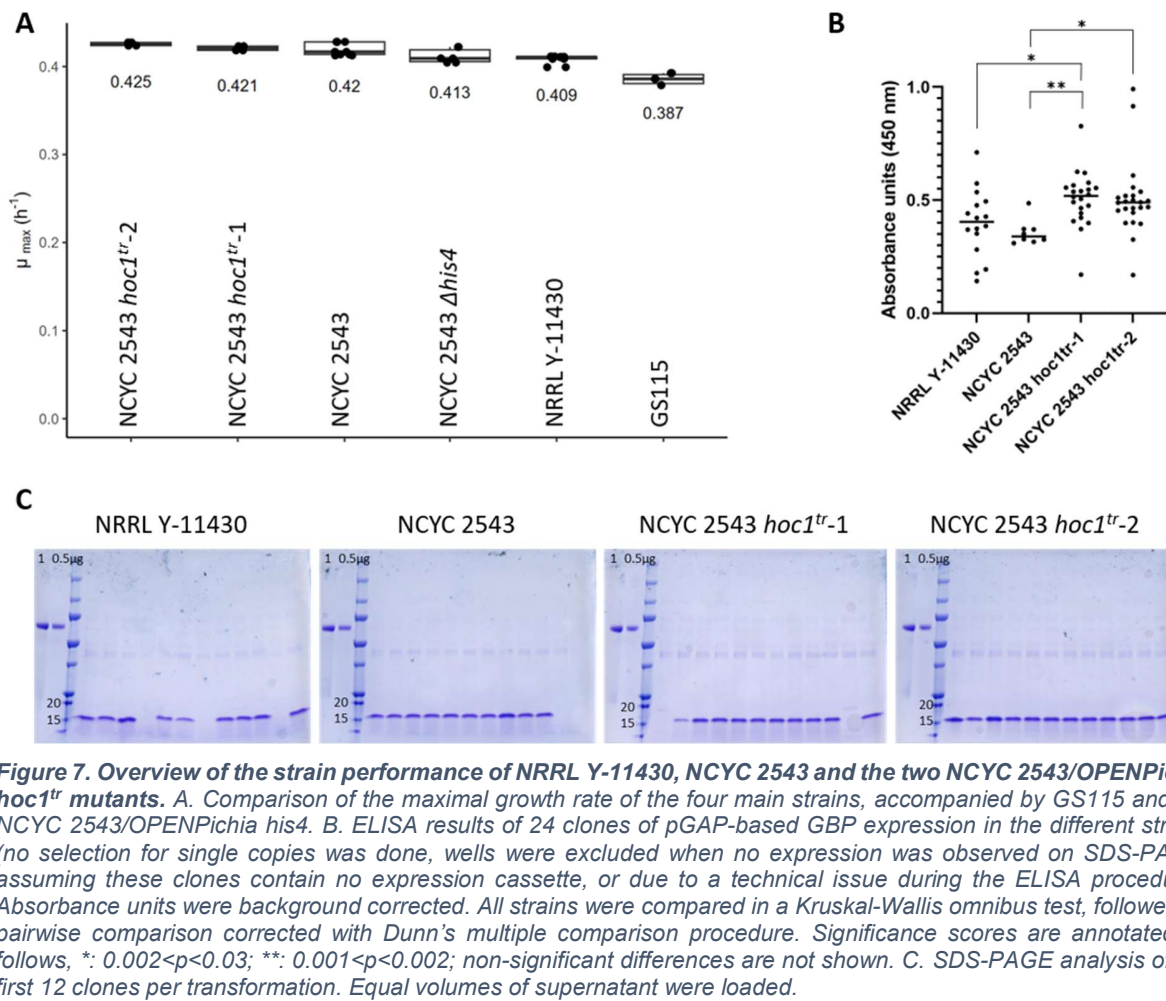 A
B
0.4
0.3
0.2
0.1
0.0
µ max (h-1)
0.425
0.421
0.42
0.413
0.409
0.387
NCYC 2543 hoc1tr-2
NCYC 2543 hoc1tr-1
NCYC 2543
NCYC 2543 Δhis4
NRRL Y-11430
GS115
*
*
**
Absorbance units (450 nm)
1.0
0.5
0.0
NRRL Y-11430
NCYC 2543
NCYC 2543 hoc1tr-1
NCYC 2543 hoc1tr-2
C
NRRL Y-11430
NCYC 2543
NCYC 2543 hoc1tr-1
NCYC 2543 hoc1tr-2
1 0.5µg
1 0.5µg
1 0.5µg
1 0.5µg
20
15
20
15
20
15
20
15
Figure 7. Overview of the strain performance of NRRL Y-11430, NCYC 2543 and the two NCYC 2543/OPENPic
hoc1tr mutants. A. Comparison of the maximal growth rate of the four main strains, accompanied by GS115 and
NCYC 2543/OPENPichia his4. B. ELISA results of 24 clones of pGAP-based GBP expression in the different str
(no selection for single copies was done, wells were excluded when no expression was observed on SDS-PA
assuming these clones contain no expression cassette, or due to a technical issue during the ELISA procedu
Absorbance units were background corrected. All strains were compared in a Kruskal-Wallis omnibus test, followe
pairwise comparison corrected with Dunn's multiple comparison procedure. Significance scores are annotated
follows, *: 0.002<p<0.03; **: 0.001<p<0.002; non-significant differences are not shown. C. SDS-PAGE analysis of
first 12 clones per transformation. Equal volumes of supernatant were loaded.